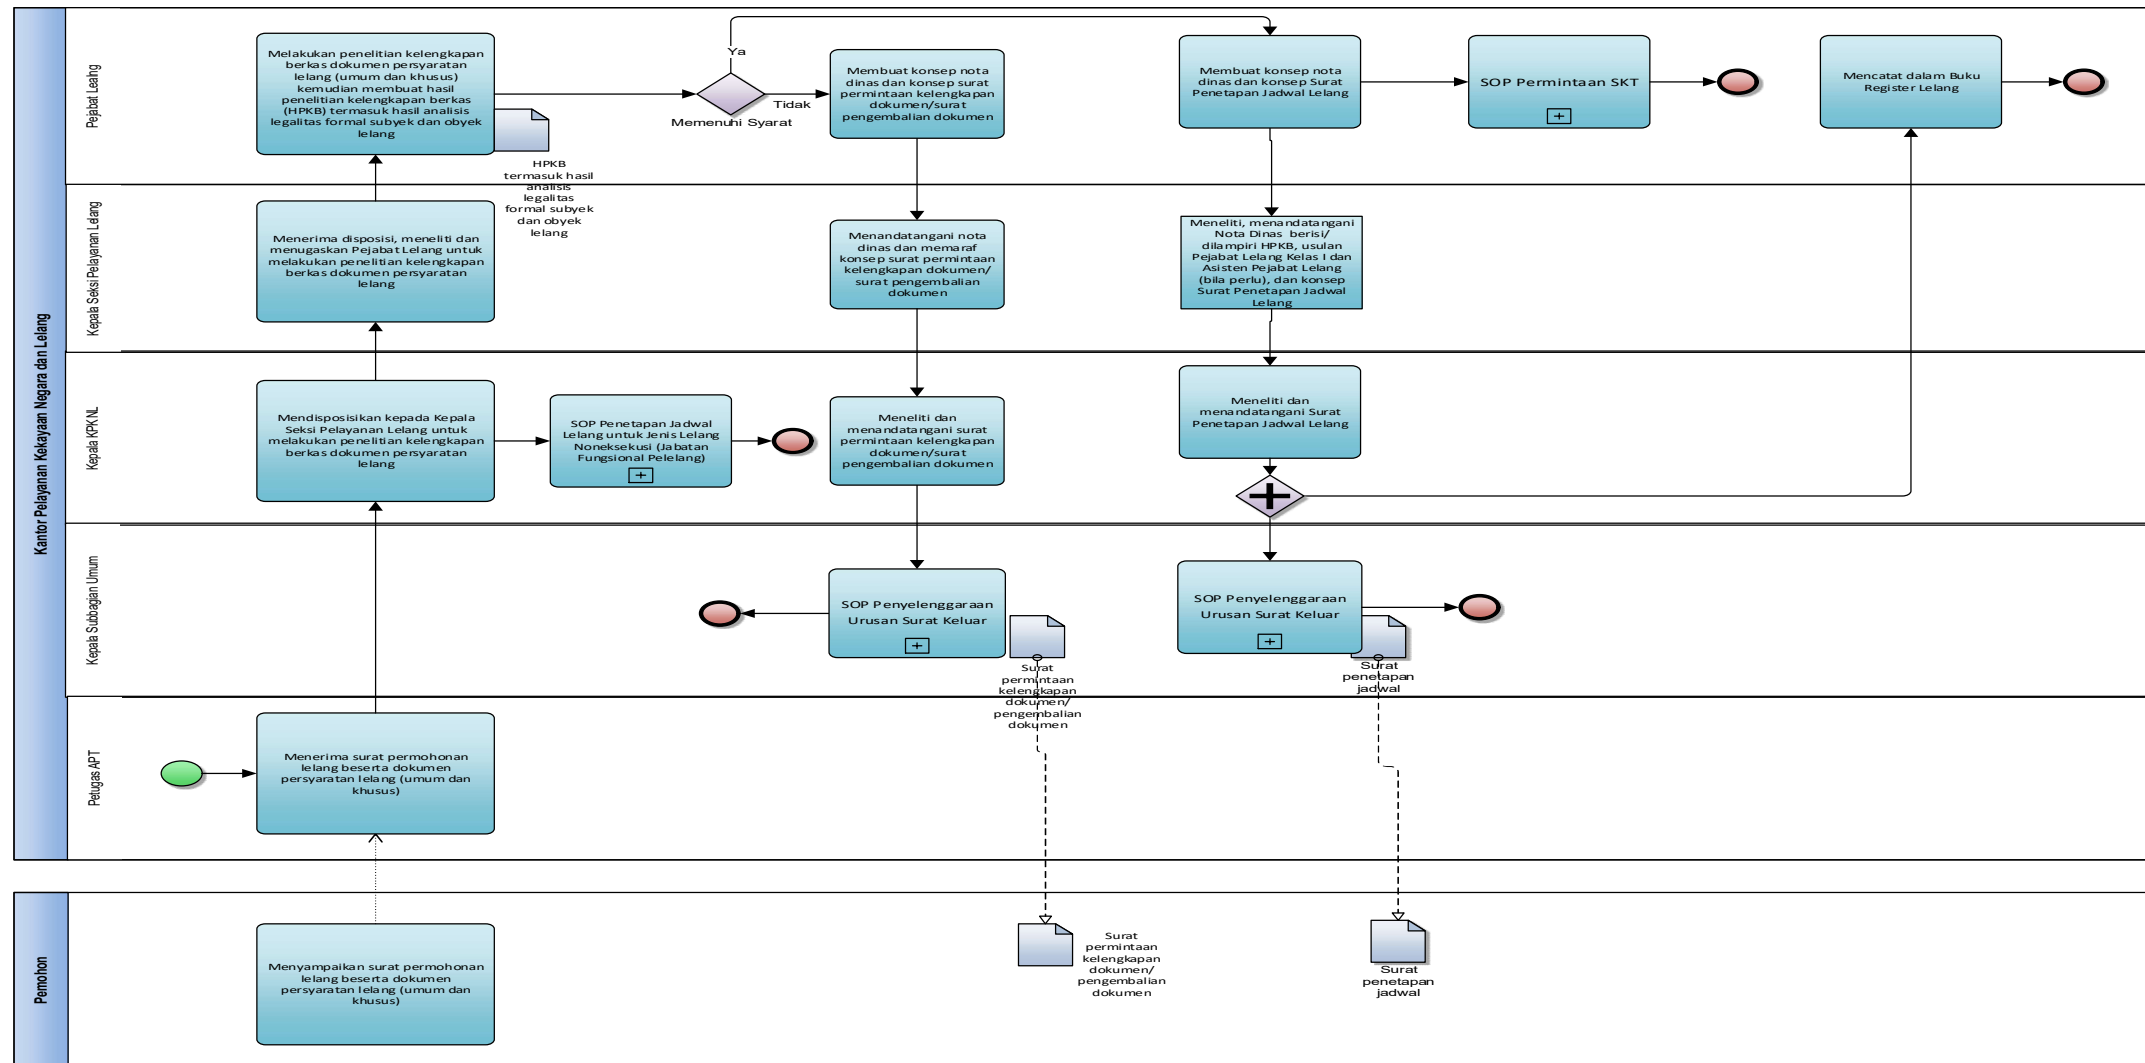 Kantor Pelayanan Kekayaan Negara dan Lelang
Pejabat Lealng
Melakukan penelitian kelengkapan
berkas dokumen persyaratan
lelang (umum dan khusus)
kemudian membuat hasil
penelitian kelengkapan berkas
(HPKB) termasuk hasil analisis
legalitas formal subyek dan obyek
lelang
HPKB
termasuk hasil
analisis
legalitas
formal subyek
dan obyek
lelang
Ya
Tidak
Memenuhi Syarat
Membuat konsep nota
dinas dan konsep surat
permintaan kelengkapan
dokumen/surat
pengembalian dokumen
Membuat konsep nota
dinas dan konsep Surat
Penetapan Jadwal Lelang
SOP Permintaan SKT
Mencatat dalam Buku
Register Lelang
Kepala Seksi Pelayanan Lelang
Menerima disposisi, meneliti dan
menugaskan Pejabat Lelang untuk
melakukan penelitian kelengkapan
berkas dokumen persyaratan
lelang
Menandatangani nota
dinas dan memaraf
konsep surat permintaan
kelengkapan dokumen/
surat pengembalian
dokumen
Meneliti, menandatangani
Nota Dinas berisi/
dilampiri HPKB, usulan
Pejabat Lelang Kelas I dan
Asisten Pejabat Lelang
(bila perlu), dan konsep
Surat Penetapan Jadwal
Lelang
Kepala KPKNL
Mendisposisikan kepada Kepala
Seksi Pelayanan Lelang untuk
melakukan penelitian kelengkapan
berkas dokumen persyaratan
lelang
SOP Penetapan Jadwal
Lelang untuk Jenis Lelang
Noneksekusi (Jabatan
Fungsional Pelelang)
Meneliti dan
menandatangani surat
permintaan kelengkapan
dokumen/surat
pengembalian dokumen
Meneliti dan
menandatangani Surat
Penetapan Jadwal Lelang
Kepala Subbagian Umum
SOP Penyelenggaraan
Urusan Surat Keluar
Surat
permintaan
kelengkapan
dokumen/
pengembalian
dokumen
SOP Penyelenggaraan
Urusan Surat Keluar
Surat
penetapan
jadwal
Petugas APT
Menerima surat permohonan
lelang beserta dokumen
persyaratan lelang (umum dan
khusus)
Pemohon
Menyampaikan surat permohonan
lelang beserta dokumen
persyaratan lelang (umum dan
khusus)
Surat
permintaan
kelengkapan
dokumen/
pengembalian
dokumen
Surat
penetapan
jadwal